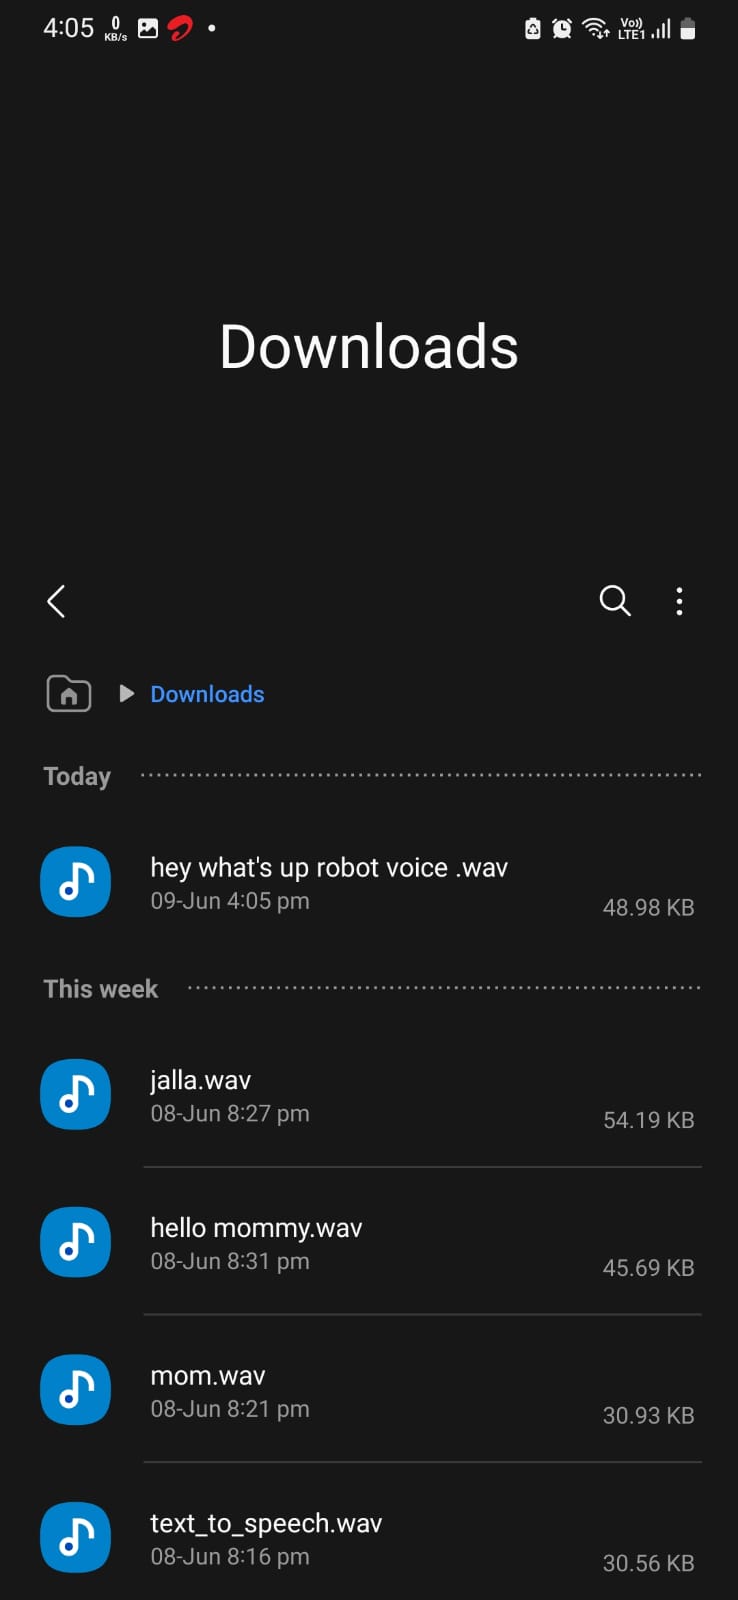 4:05 0 KB/s Vo)) LTE1
Downloads
Downloads
Today
hey what's up robot voice .wav
09-Jun 4:05 pm
48.98 KB
This week
jalla.wav
08-Jun 8:27 pm
54.19 KB
hello mommy.wav
08-Jun 8:31 pm
45.69 KB
mom.wav
08-Jun 8:21 pm
30.93 KB
text_to_speech.wav
08-Jun 8:16 pm
30.56 KB